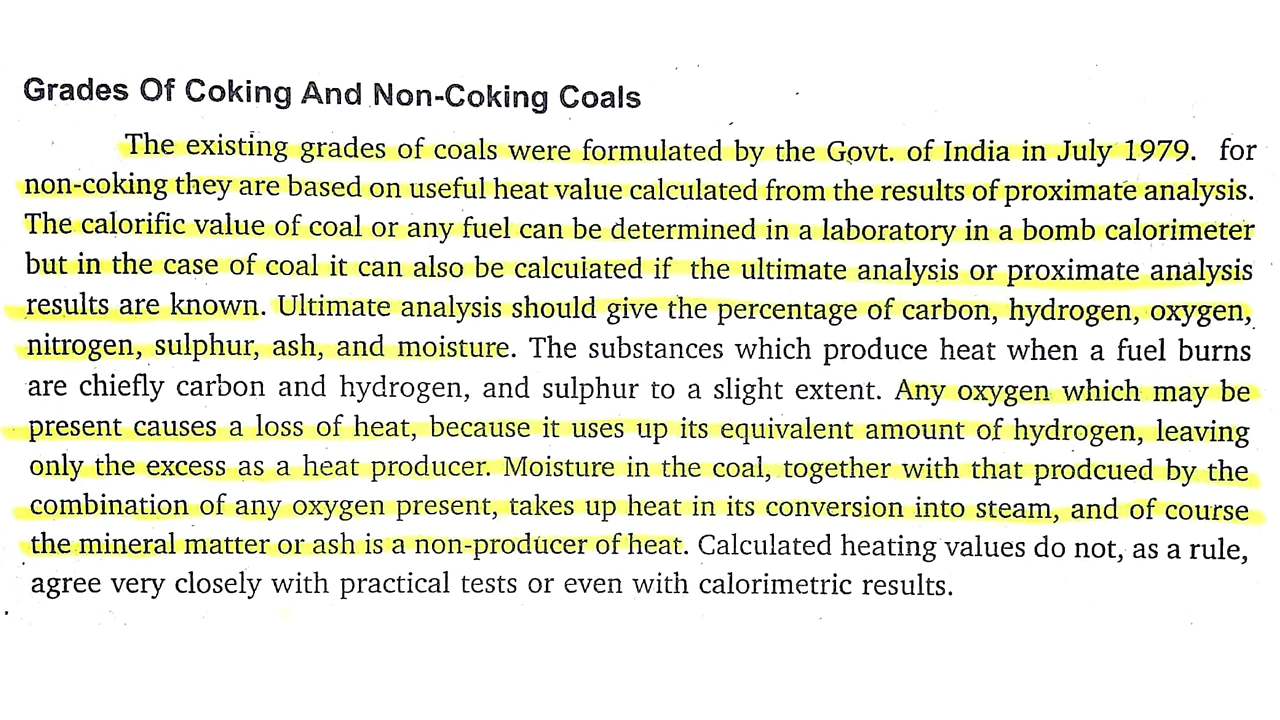 Grades Of Coking And Non-Coking Coals
The existing grades of coals were formulated by the Govt. of India in July 1979. for
non-coking they are based on useful heat value calculated from the results of proximate analysis.
The calorific value of coal or any fuel can be determined in a laboratory in a bomb calorimeter
but in the case of coal it can also be calculated if the ultimate analysis or proximate analysis
results are known. Ultimate analysis should give the percentage of carbon, hydrogen, oxygen,
nitrogen, sulphur, ash, and moisture. The substances which produce heat when a fuel burns
are chiefly carbon and hydrogen, and sulphur to a slight extent. Any oxygen which may be
present causes a loss of heat, because it uses up its equivalent amount of hydrogen, leaving
only the excess as a heat producer. Moisture in the coal, together with that prodcued by the
combination of any oxygen present, takes up heat in its conversion into steam, and of course
the mineral matter or ash is a non-producer of heat. Calculated heating values do not, as a rule,
agree very closely with practical tests or even with calorimetric results.